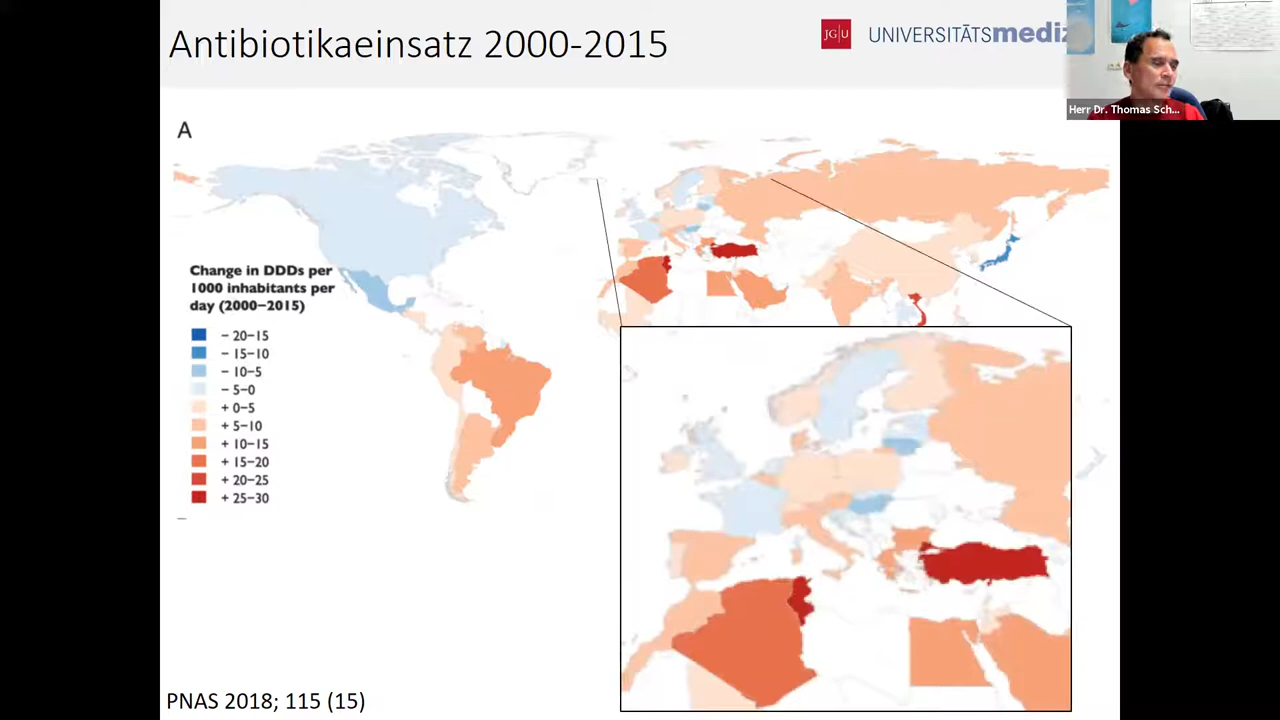 Antibiotikaeinsatz 2000-2015
JG|U
UNIVERSITÄTSmediz
Herr Dr. Thomas Sch...
A
Change in DDDs per
1000 inhabitants per
day (2000–2015)
– 20–15
– 15–10
– 10–5
– 5–0
+ 0–5
+ 5–10
+ 10–15
+ 15–20
+ 20–25
+ 25–30
PNAS 2018; 115 (15)